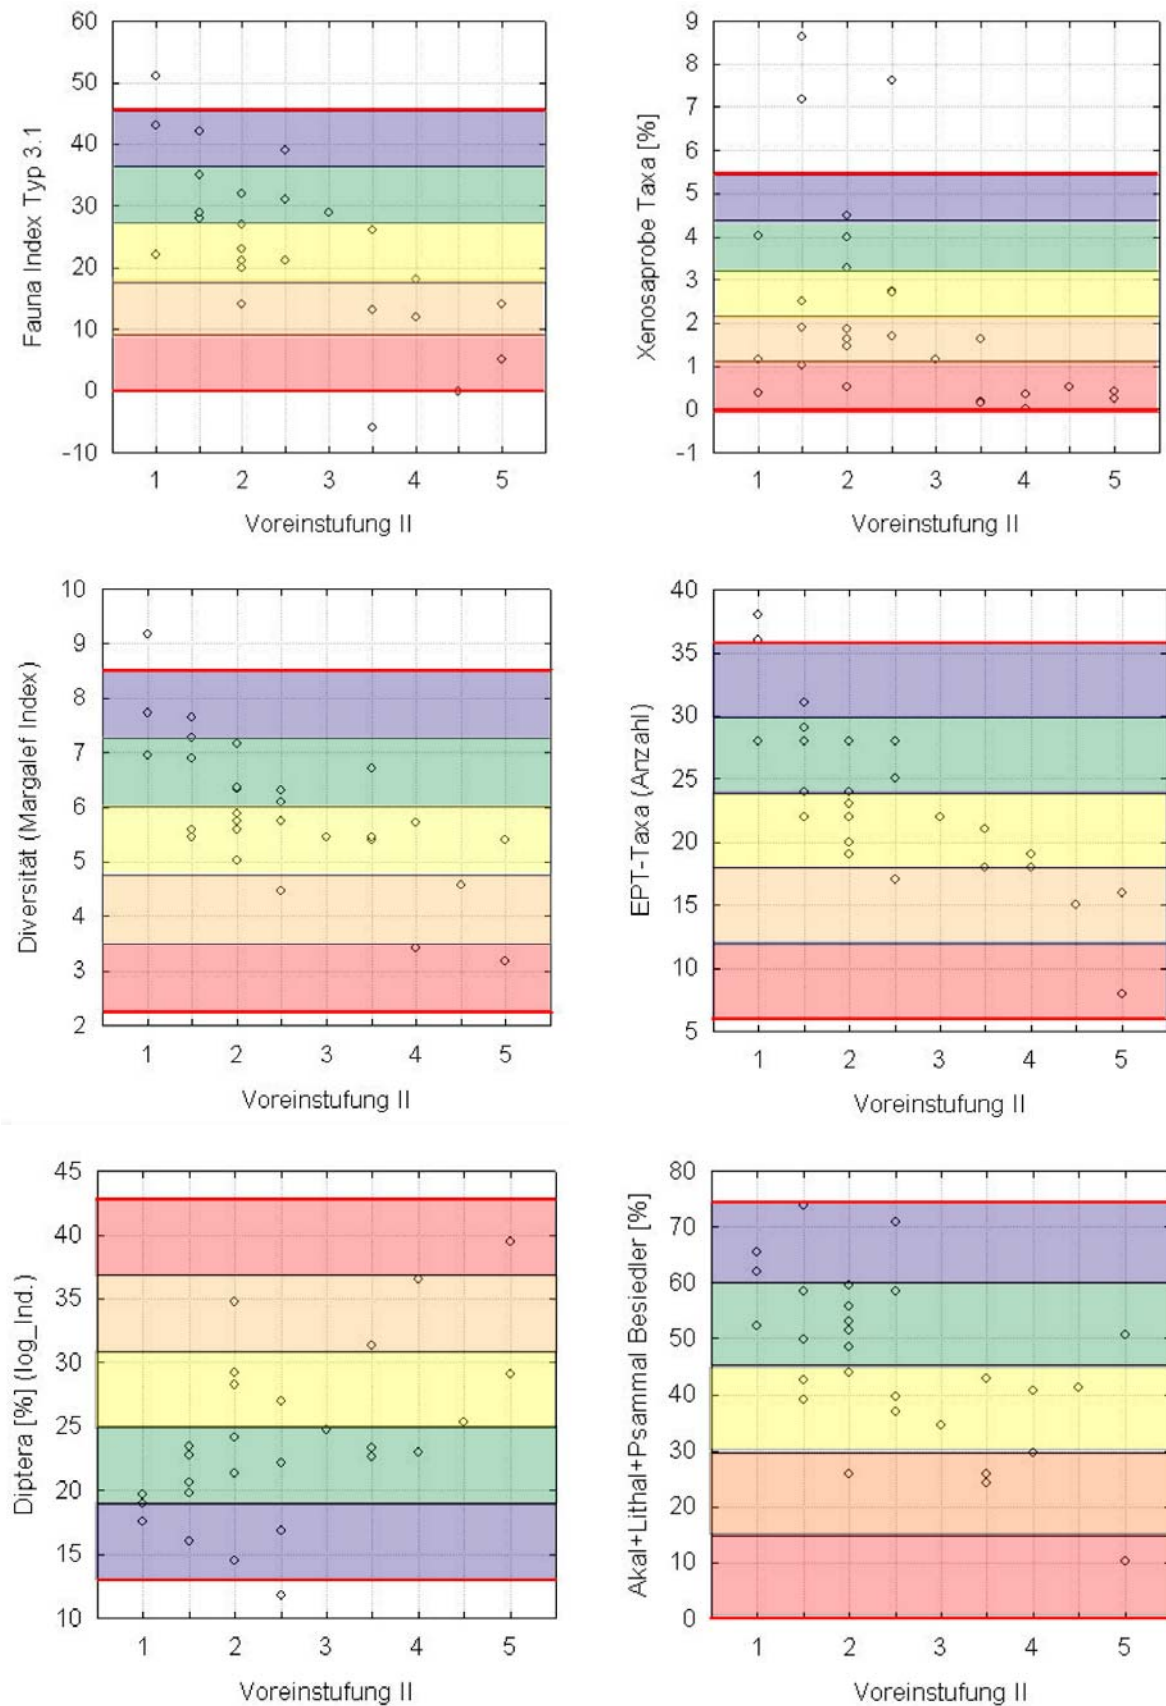 60
50
40
30
20
10
0
-10
Fauna Index Typ 3.1
1 2 3 4 5
Voreinstufung II
9
8
7
6
5
4
3
2
1
0
-1
Xenosaprobe Taxa [%]
1 2 3 4 5
Voreinstufung II
10
9
8
7
6
5
4
3
2
Diversität (Margalef Index)
1 2 3 4 5
Voreinstufung II
40
35
30
25
20
15
10
5
EPT-Taxa (Anzahl)
1 2 3 4 5
Voreinstufung II
45
40
35
30
25
20
15
10
Diptera [%] (log_Ind.)
1 2 3 4 5
Voreinstufung II
80
70
60
50
40
30
20
10
0
Akal+Lithal+Psammal Besiedler [%]
1 2 3 4 5
Voreinstufung II